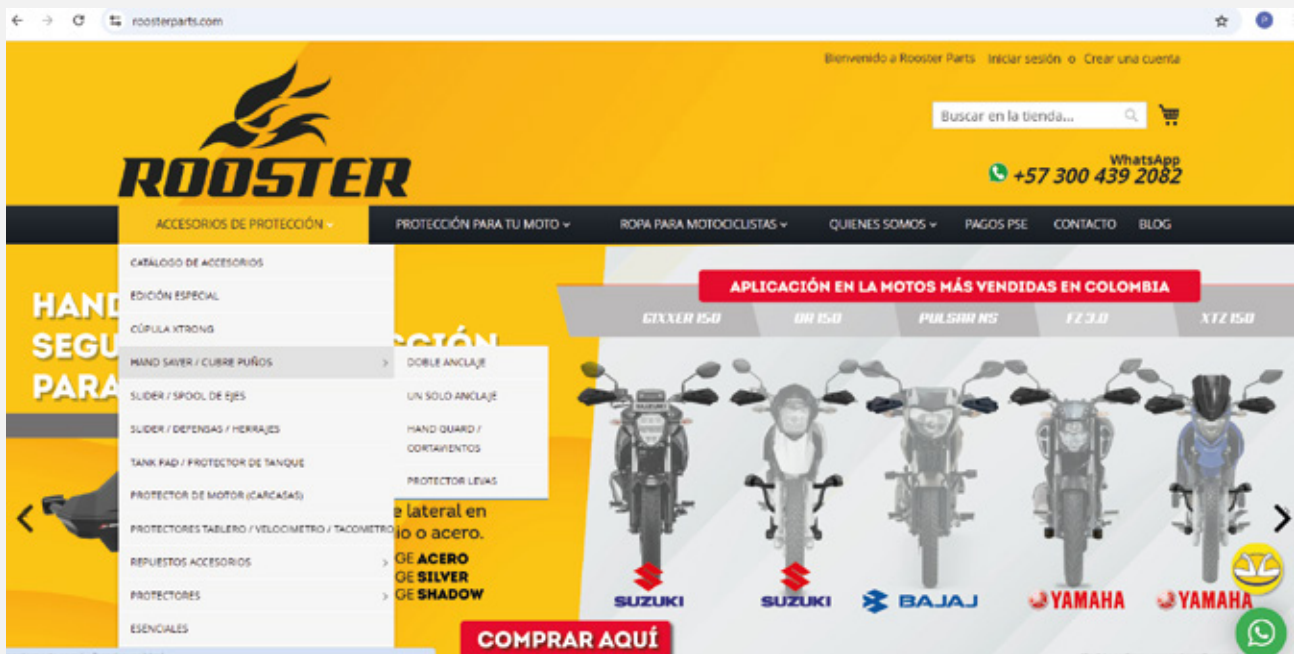 roosterparts.com
Bienvenido a Rooster Parts Iniciar sesión o Crear una cuenta
Buscar en la tienda...
ROOSTER
WhatsApp
+57 300 439 2082
ACCESORIOS DE PROTECCIÓN PROTECCIÓN PARA TU MOTO ROPA PARA MOTOCICLISTAS QUIENES SOMOS PAGOS PSE CONTACTO BLOG
CATÁLOGO DE ACCESORIOS
EDICIÓN ESPECIAL
CÚPULA XTRONG
HAND SAVER / CUBRE PUÑOS
SLIDER / SPOOL DE EJES
SLIDER / DEFENSAS / HERRAJES
TANK PAD / PROTECTOR DE TANQUE
PROTECTOR DE MOTOR (CARCASAS)
PROTECTORES TABLERO / VELOCIMETRO / TACOMETRO
REPUESTOS ACCESORIOS
PROTECTORES
ESENCIALES
DOBLE ANCLAJE
UN SOLO ANCLAJE
HAND GUARD /
CORTAVIENTOS
PROTECTOR LEVAS
HAND
SEGU CCIÓN
PARA
e lateral en
io o acero.
GE ACERO
GE SILVER
GE SHADOW
COMPRAR AQUÍ
APLICACIÓN EN LA MOTOS MÁS VENDIDAS EN COLOMBIA
GIXXER 150 DR 150 PULSAR NS FZ 3.0 XTZ 150
SUZUKI SUZUKI BAJAJ YAMAHA YAMAHA